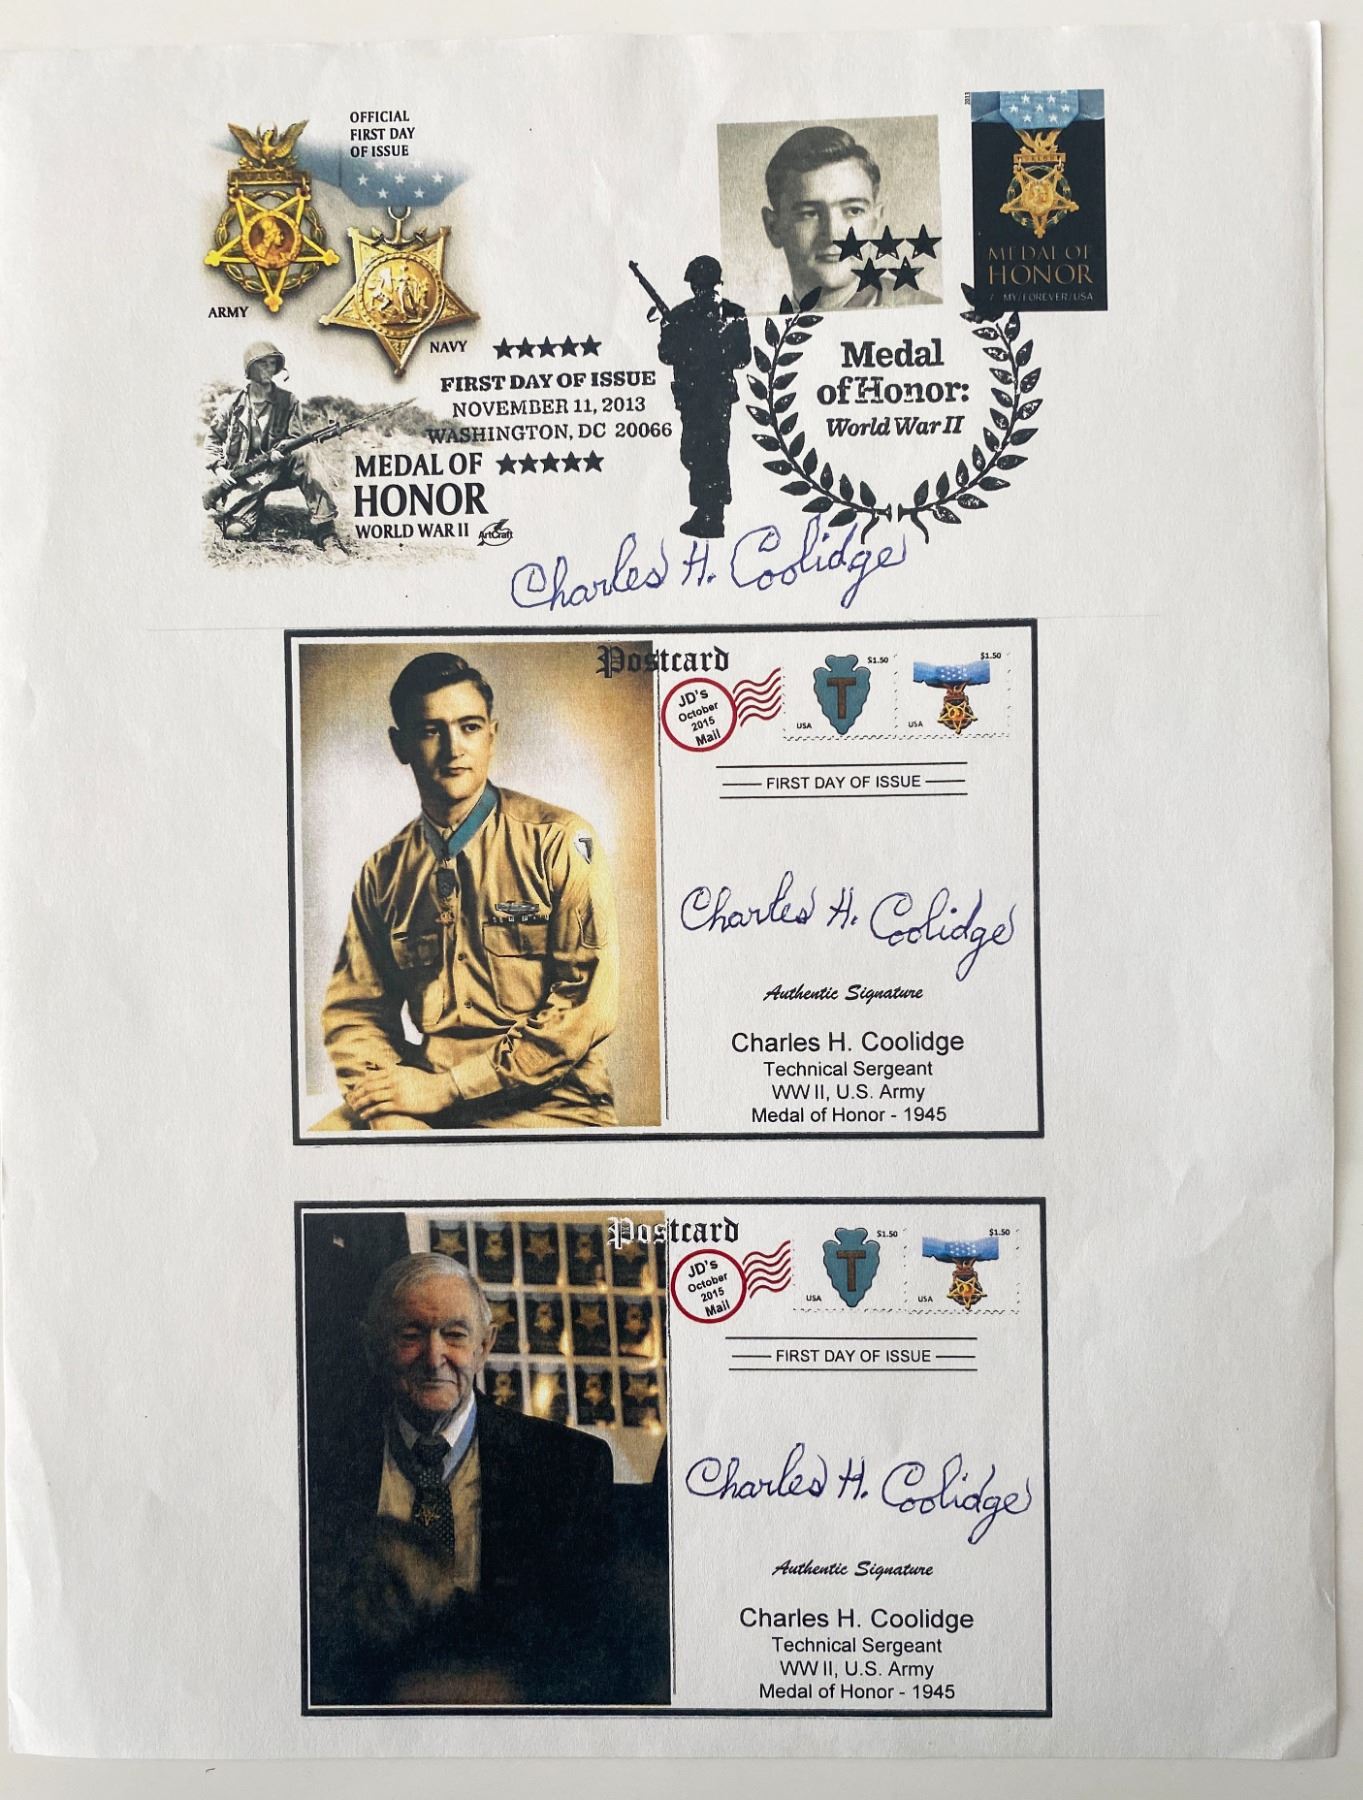 OFFICIAL
FIRST DAY
OF ISSUE
ARMY
NAVY
FIRST DAY OF ISSUE
NOVEMBER 11, 2013
WASHINGTON, DC 20066
MEDAL OF
HONOR
WORLD WAR II
ArtCraft
2013
MEDAL OF
HONOR
MY/FOREVER/USA
Medal
of Honor:
World War II
Charles H. Coolidge
Postcard
JD's
October
2015
Mail
$1.50
USA
$1.50
USA
FIRST DAY OF ISSUE
Charles H. Coolidge
Authentic Signature
Charles H. Coolidge
Technical Sergeant
WW II, U.S. Army
Medal of Honor - 1945
Postcard
JD's
October
2015
Mail
$1.50
USA
$1.50
USA
FIRST DAY OF ISSUE
Charles H. Coolidge
Authentic Signature
Charles H. Coolidge
Technical Sergeant
WW II, U.S. Army
Medal of Honor - 1945